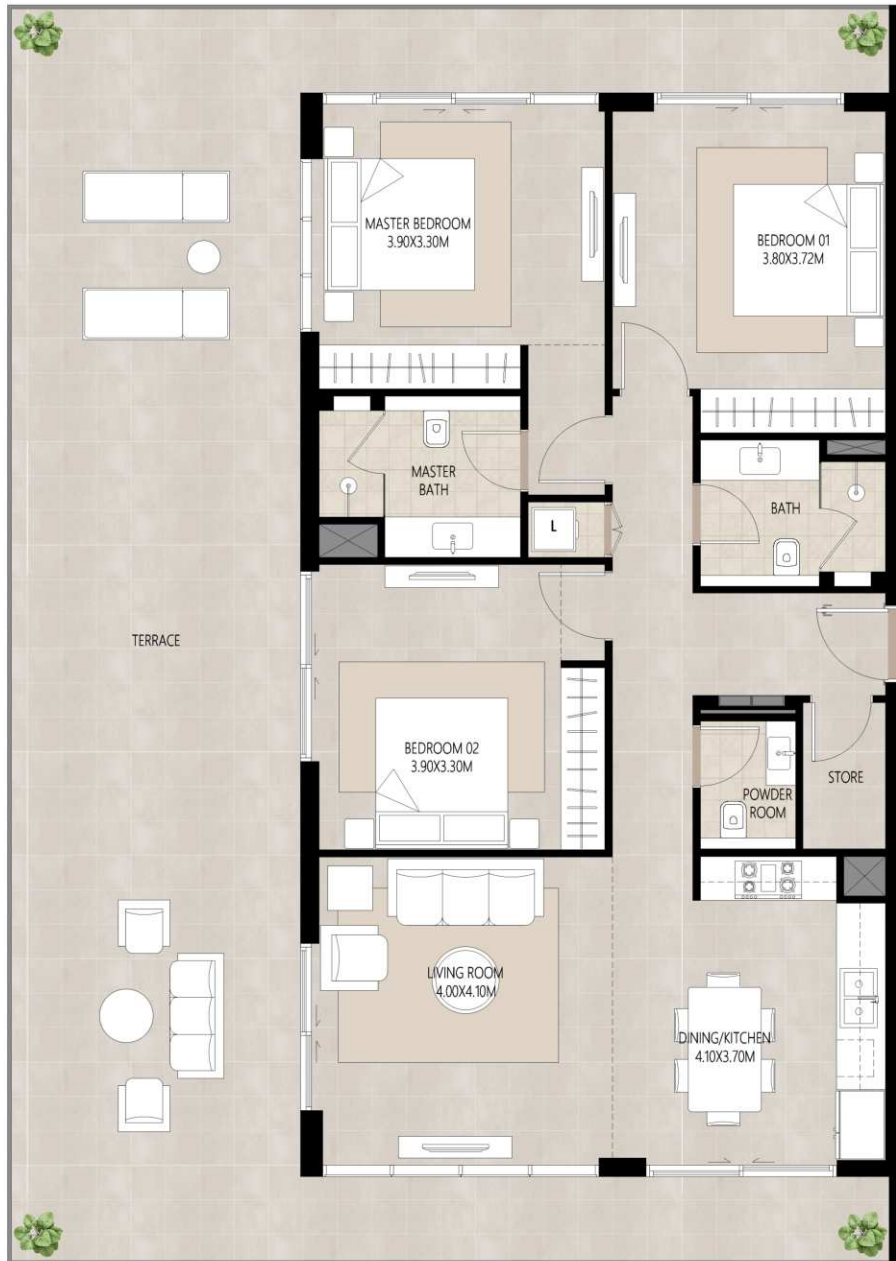 MASTER BEDROOM
3.90X3.30M
BEDROOM 01
3.80X3.72M
MASTER
BATH
L
BATH
TERRACE
BEDROOM 02
3.90X3.30M
STORE
POWDER
ROOM
LIVING ROOM
4.00X4.10M
DINING/KITCHEN
4.10X3.70M